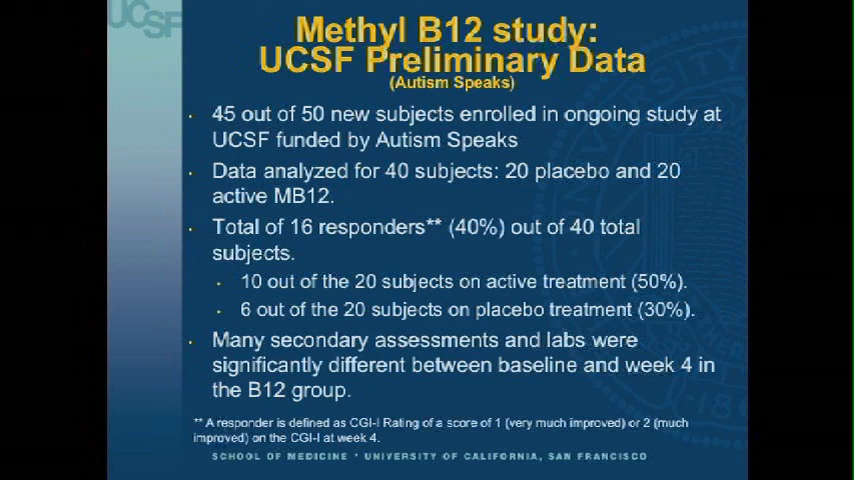 UCSF
Methyl B12 study:
UCSF Preliminary Data
(Autism Speaks)
· 45 out of 50 new subjects enrolled in ongoing study at
UCSF funded by Autism Speaks
· Data analyzed for 40 subjects: 20 placebo and 20
active MB12.
· Total of 16 responders** (40%) out of 40 total
subjects.
· 10 out of the 20 subjects on active treatment (50%).
· 6 out of the 20 subjects on placebo treatment (30%).
· Many secondary assessments and labs were
significantly different between baseline and week 4 in
the B12 group.
** A responder is defined as CGI-I Rating of a score of 1 (very much improved) or 2 (much
improved) on the CGI-I at week 4.
SCHOOL OF MEDICINE * UNIVERSITY OF CALIFORNIA, SAN FRANCISCO